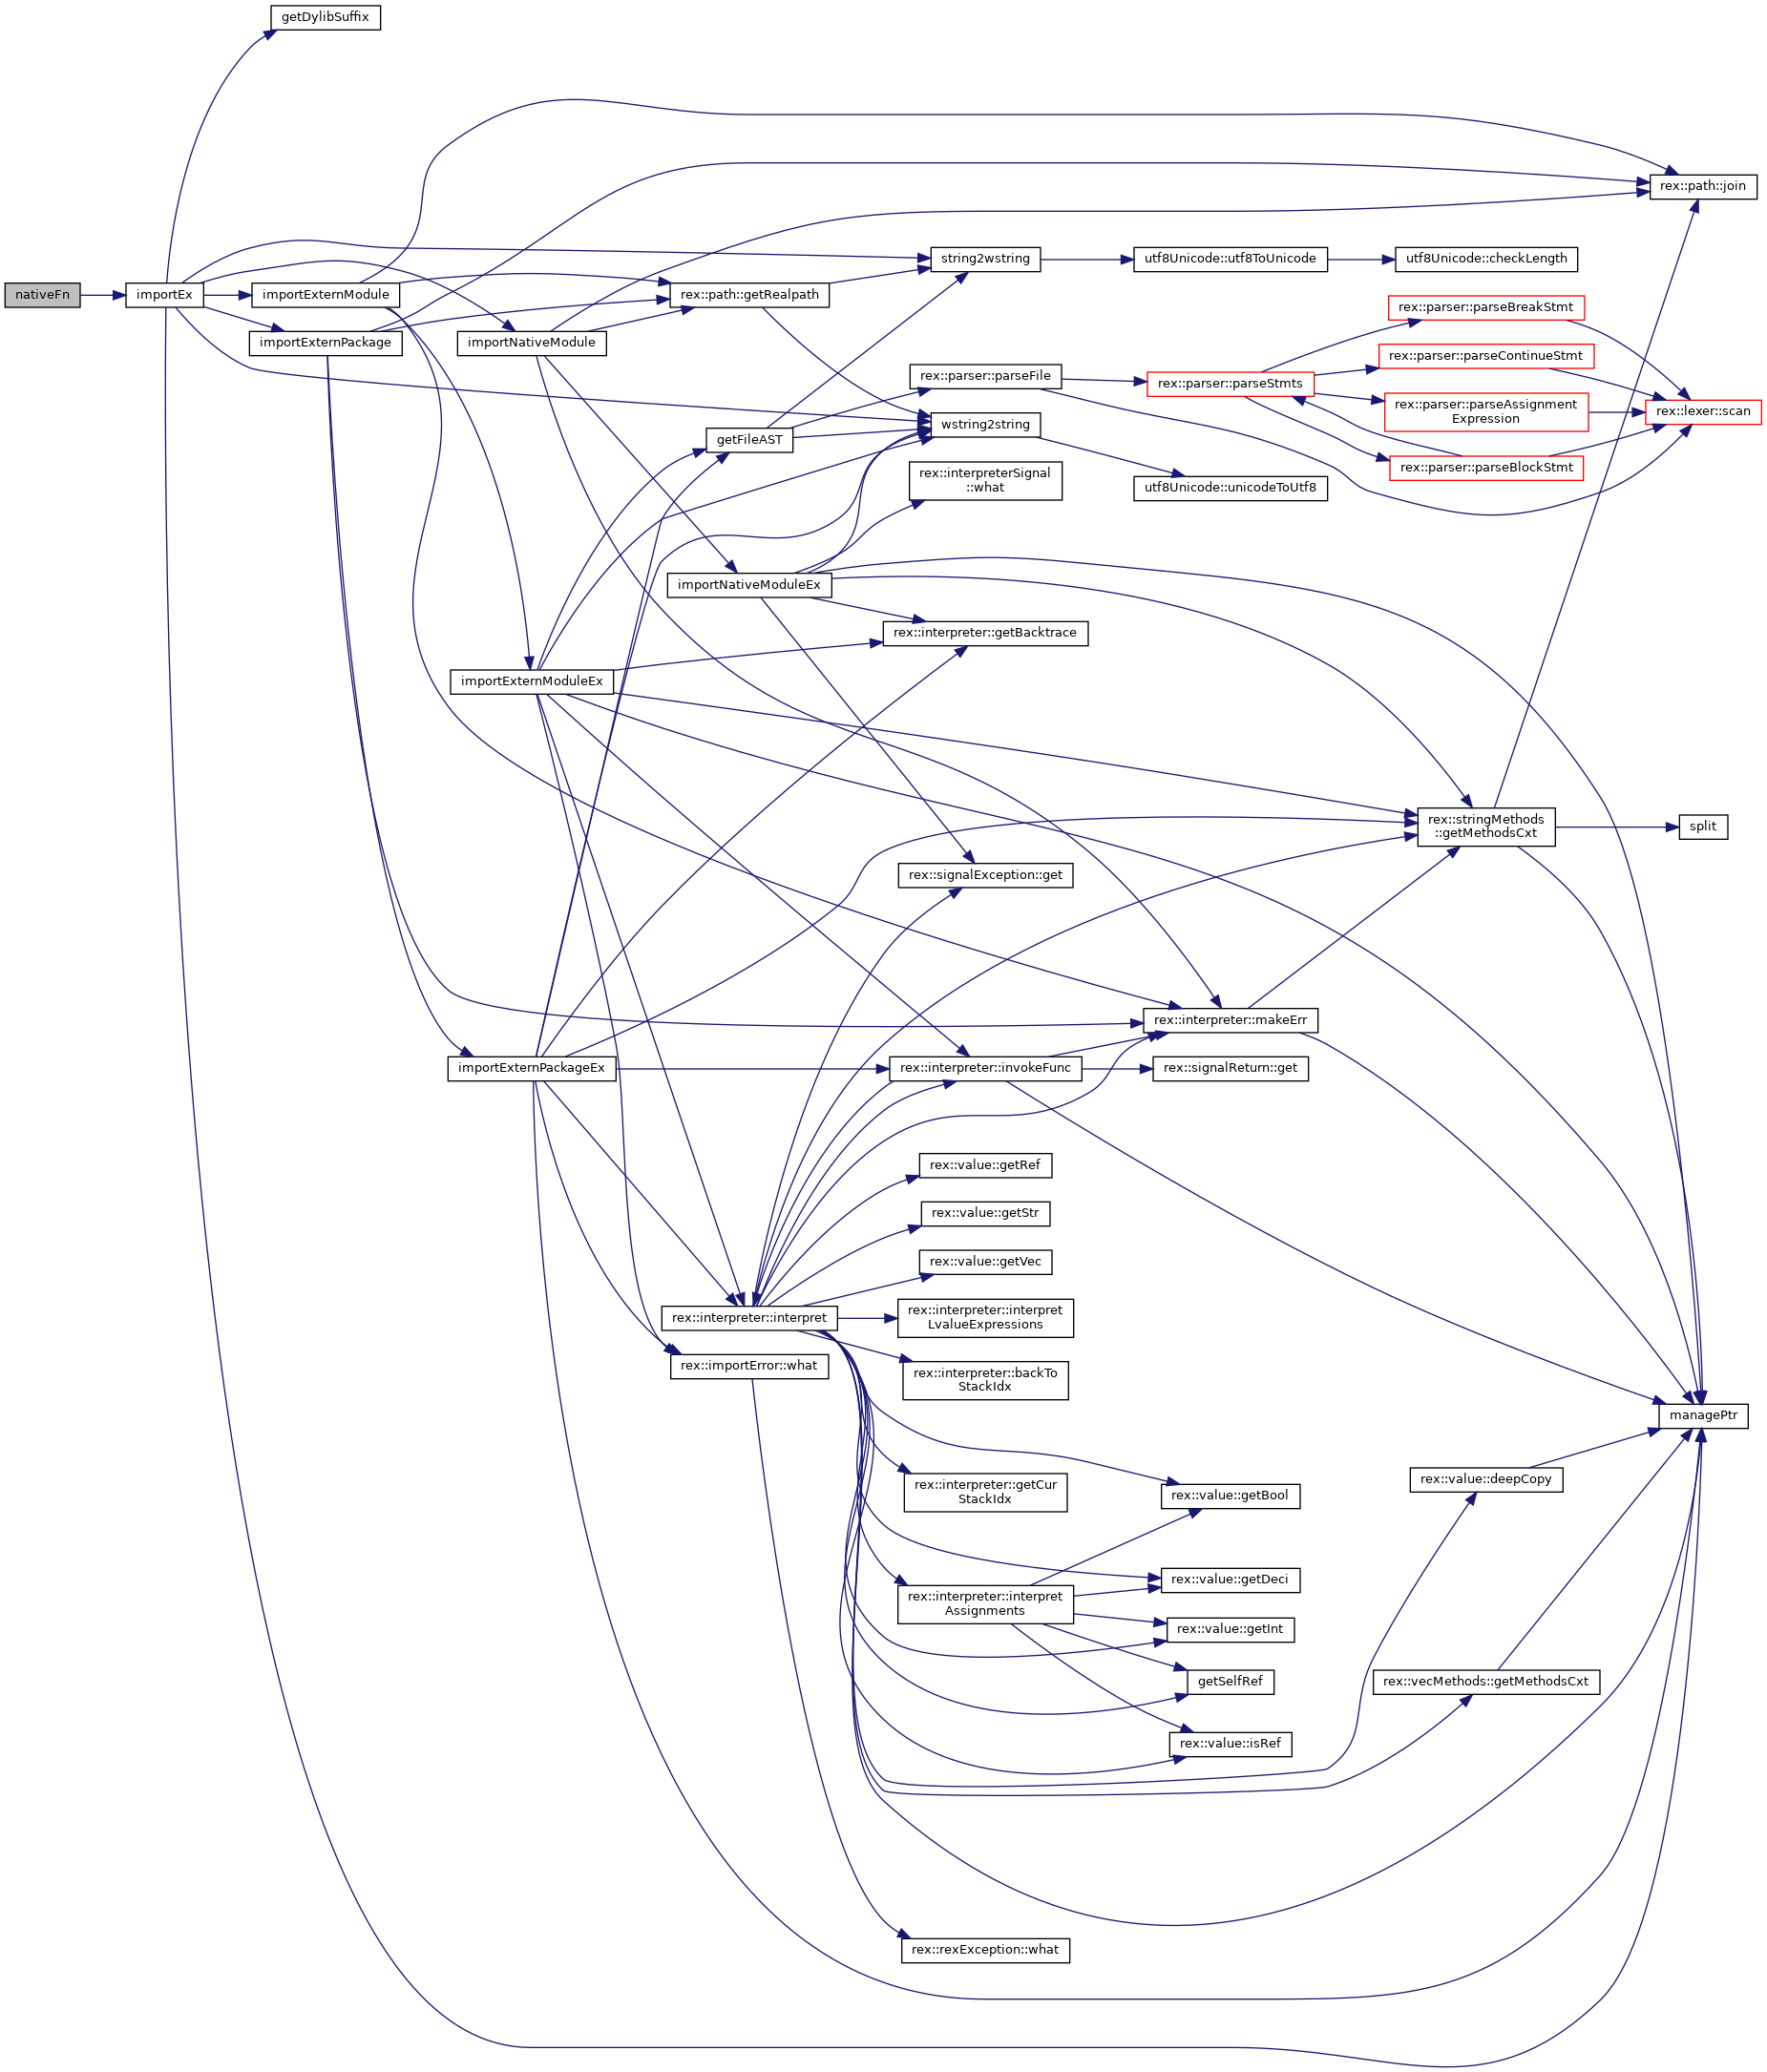 getDylibSuffix
rex::path::join
string2wstring
utf8Unicode::utf8ToUnicode
utf8Unicode::checkLength
nativeFn
importEx
importExternModule
rex::path::getRealpath
rex::parser::parseBreakStmt
importExternPackage
importNativeModule
rex::parser::parseContinueStmt
rex::parser::parseFile
rex::parser::parseStmts
rex::parser::parseAssignment
Expression
rex::lexer::scan
wstring2string
getFileAST
rex::parser::parseBlockStmt
rex::interpreterSignal
::what
utf8Unicode::unicodeToUtf8
importNativeModuleEx
rex::interpreter::getBacktrace
importExternModuleEx
rex::stringMethods
::getMethodsCxt
split
rex::signalException::get
rex::interpreter::makeErr
importExternPackageEx
rex::interpreter::invokeFunc
rex::signalReturn::get
rex::value::getRef
rex::value::getStr
rex::value::getVec
rex::interpreter::interpret
rex::interpreter::interpret
LvalueExpressions
rex::importError::what
rex::interpreter::backTo
StackIdx
managePtr
rex::value::deepCopy
rex::interpreter::getCur
StackIdx
rex::value::getBool
rex::value::getDeci
rex::interpreter::interpret
Assignments
rex::value::getInt
getSelfRef
rex::vecMethods::getMethodsCxt
rex::value::isRef
rex::rexException::what